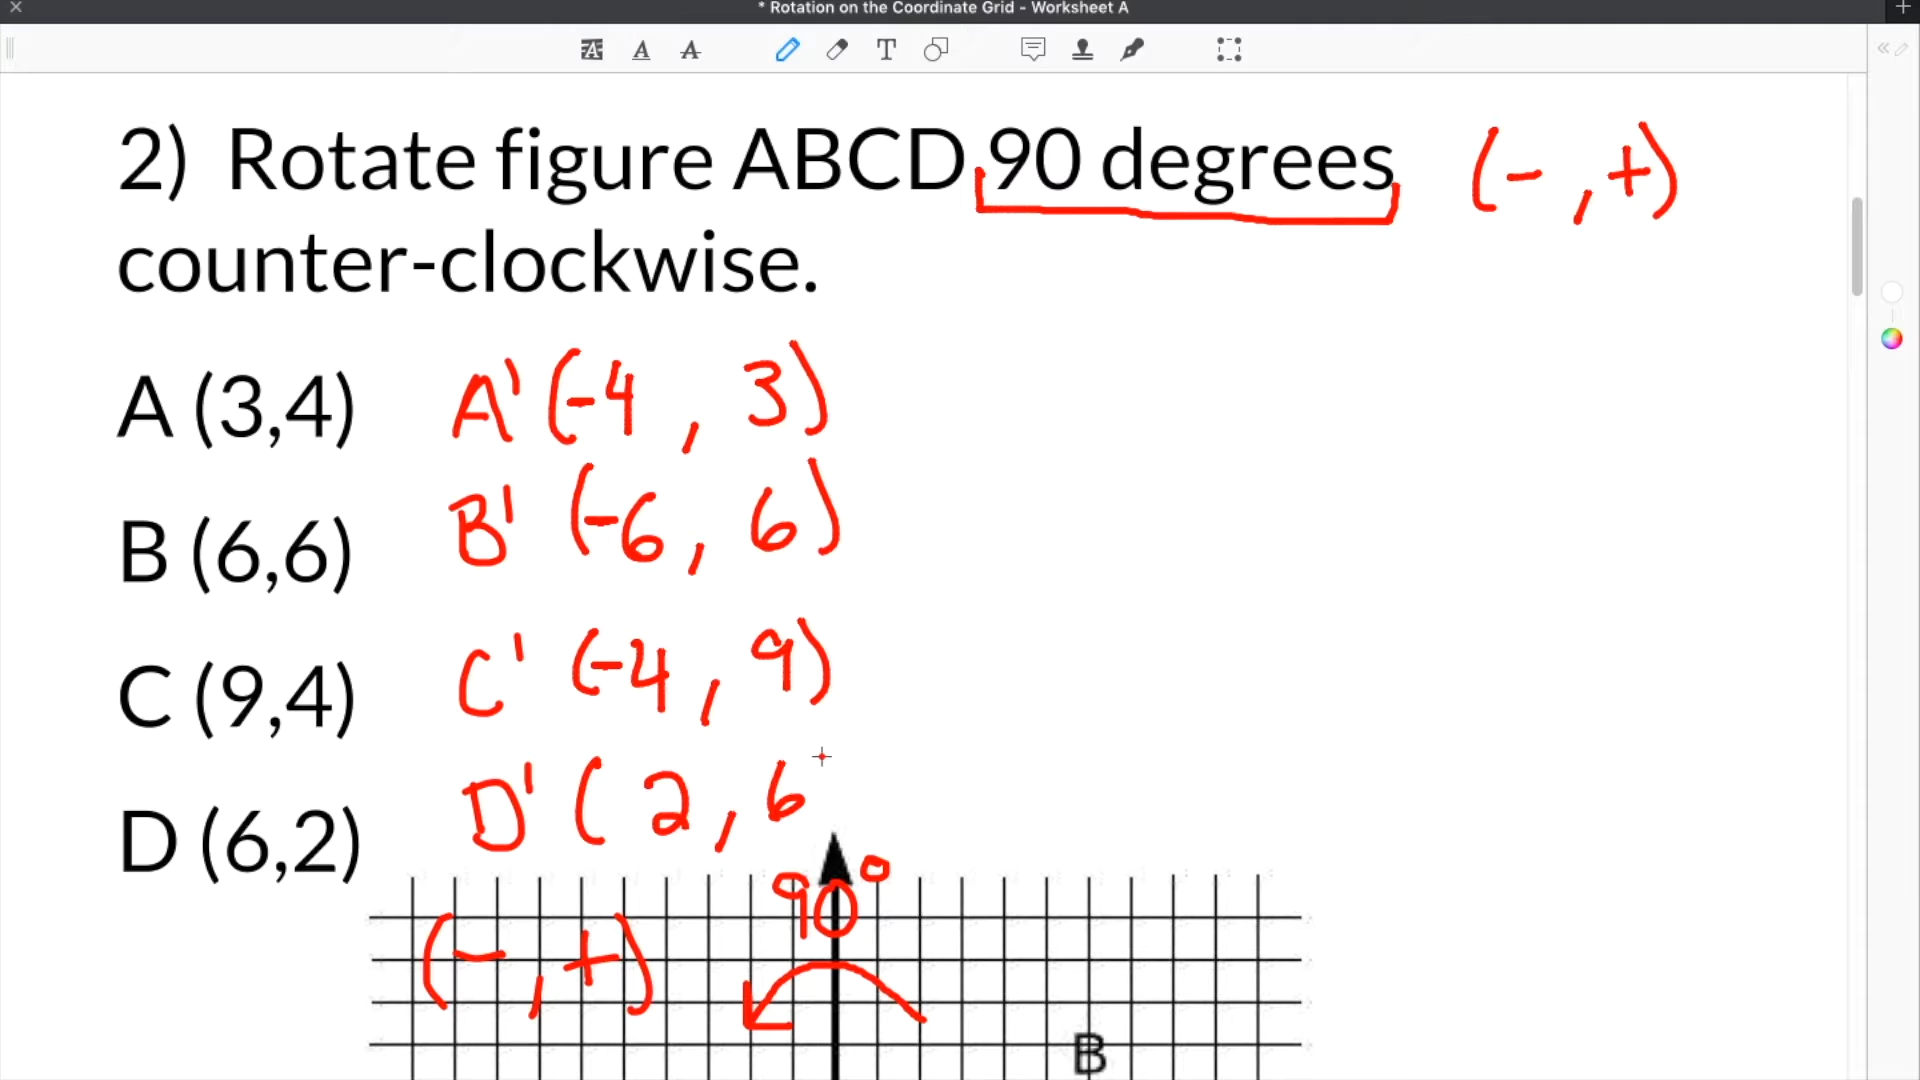 * Rotation on the Coordinate Grid - Worksheet A
2) Rotate figure ABCD 90 degrees (- , +)
counter-clockwise.
A (3,4) A' (-4 , 3)
B (6,6) B' (-6 , 6)
C (9,4) C' (-4 , 9)
D (6,2) D' ( 2 , 6
90°
(- , +)
B